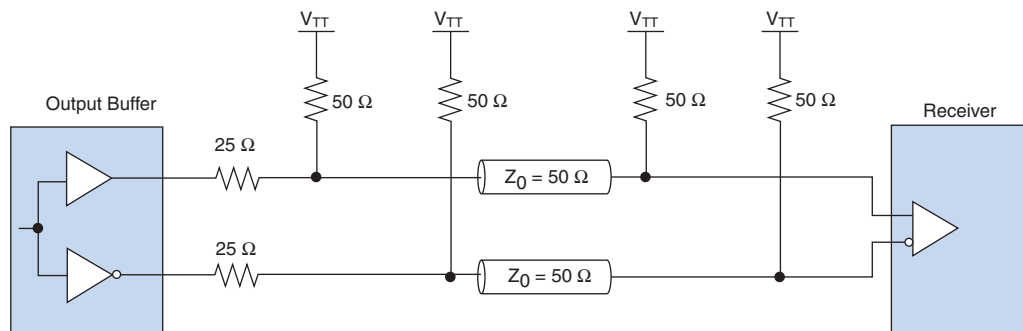 V_TT V_TT V_TT V_TT
50 Ω 50 Ω 50 Ω 50 Ω
Output Buffer
Receiver
25 Ω
Z_0 = 50 Ω
25 Ω
Z_0 = 50 Ω